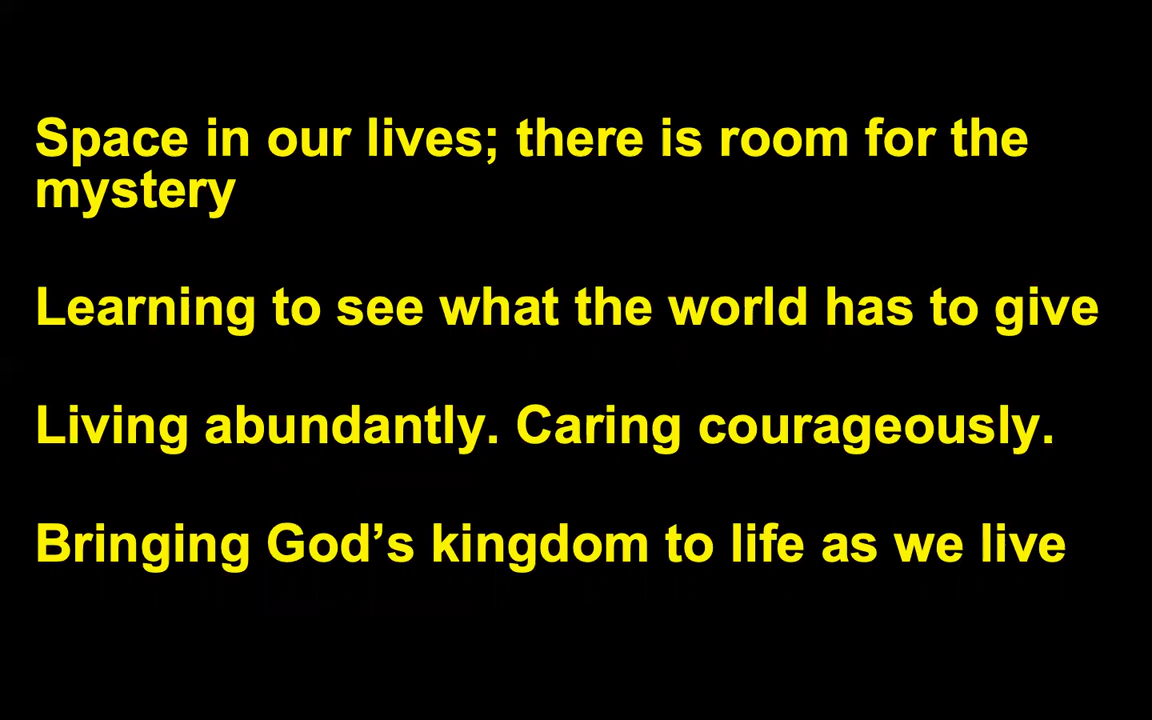 Space in our lives; there is room for the
mystery
Learning to see what the world has to give
Living abundantly. Caring courageously.
Bringing God’s kingdom to life as we live